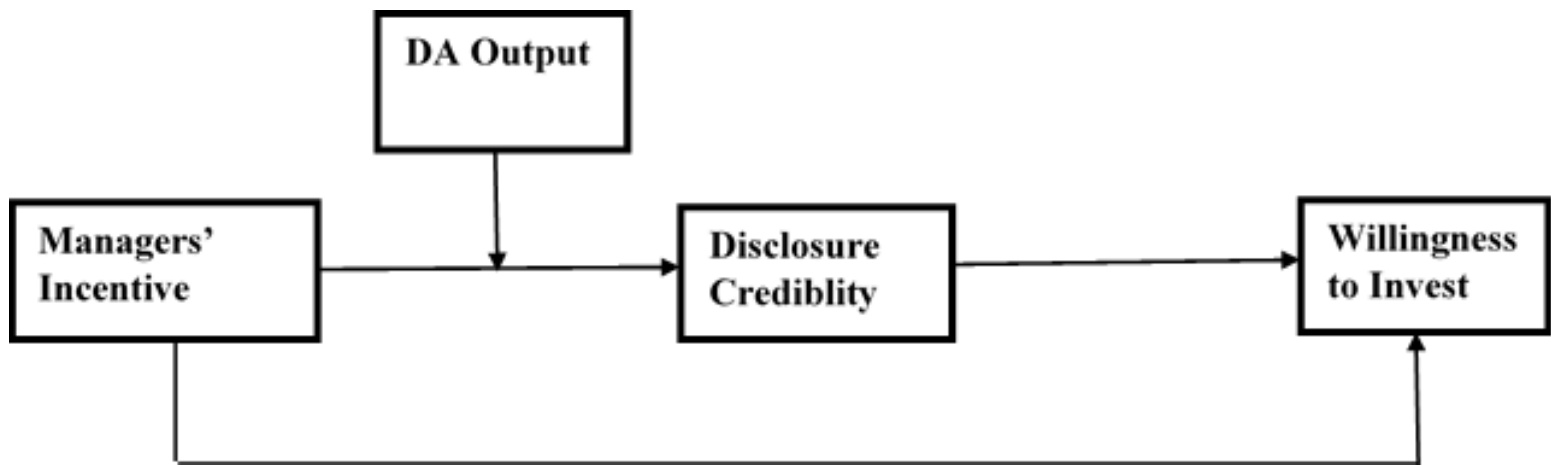 DA Output
Managers’
Incentive
Disclosure
Crediblity
Willingness
to Invest